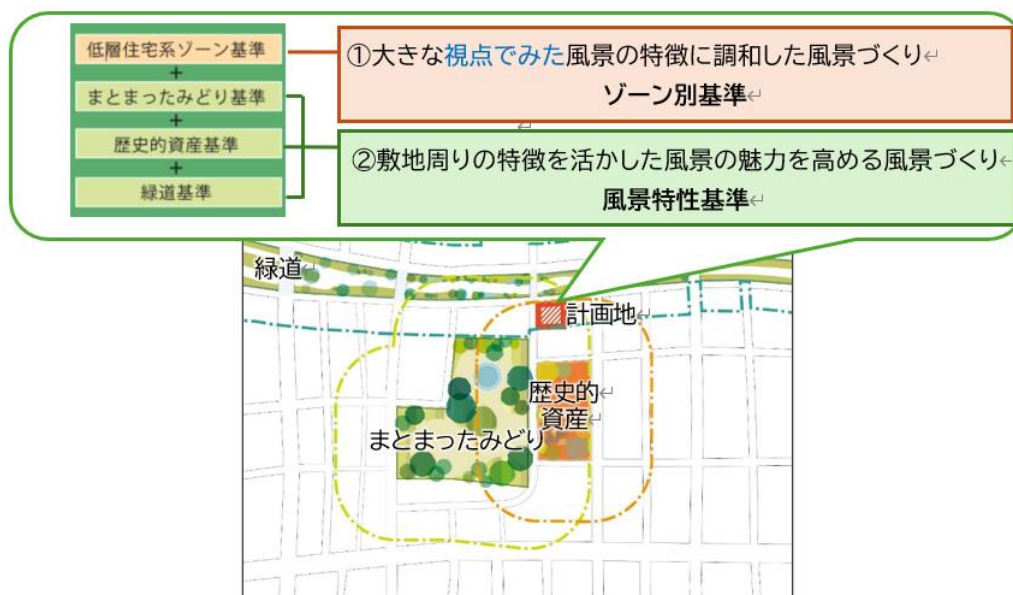 低層住宅系ゾーン基準
+
まとまったみどり基準
+
歴史的資産基準
+
緑道基準
①大きな視点でみた風景の特徴に調和した風景づくり↵
ゾーン別基準↵
↵
②敷地周りの特徴を活かした風景の魅力を高める風景づくり↵
風景特性基準↵
緑道↵
計画地↵
歴史的↵
資産↵
まとまったみどり↵